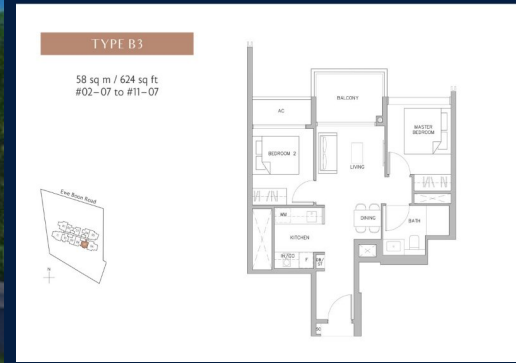 TYPE B3
58 sq m / 624 sq ft
#02–07 to #11–07
BALCONY
AC
MASTER
BEDROOM
BEDROOM 2
LIVING
Ewe Boon Road
DINING
BATH
KITCHEN
F
N